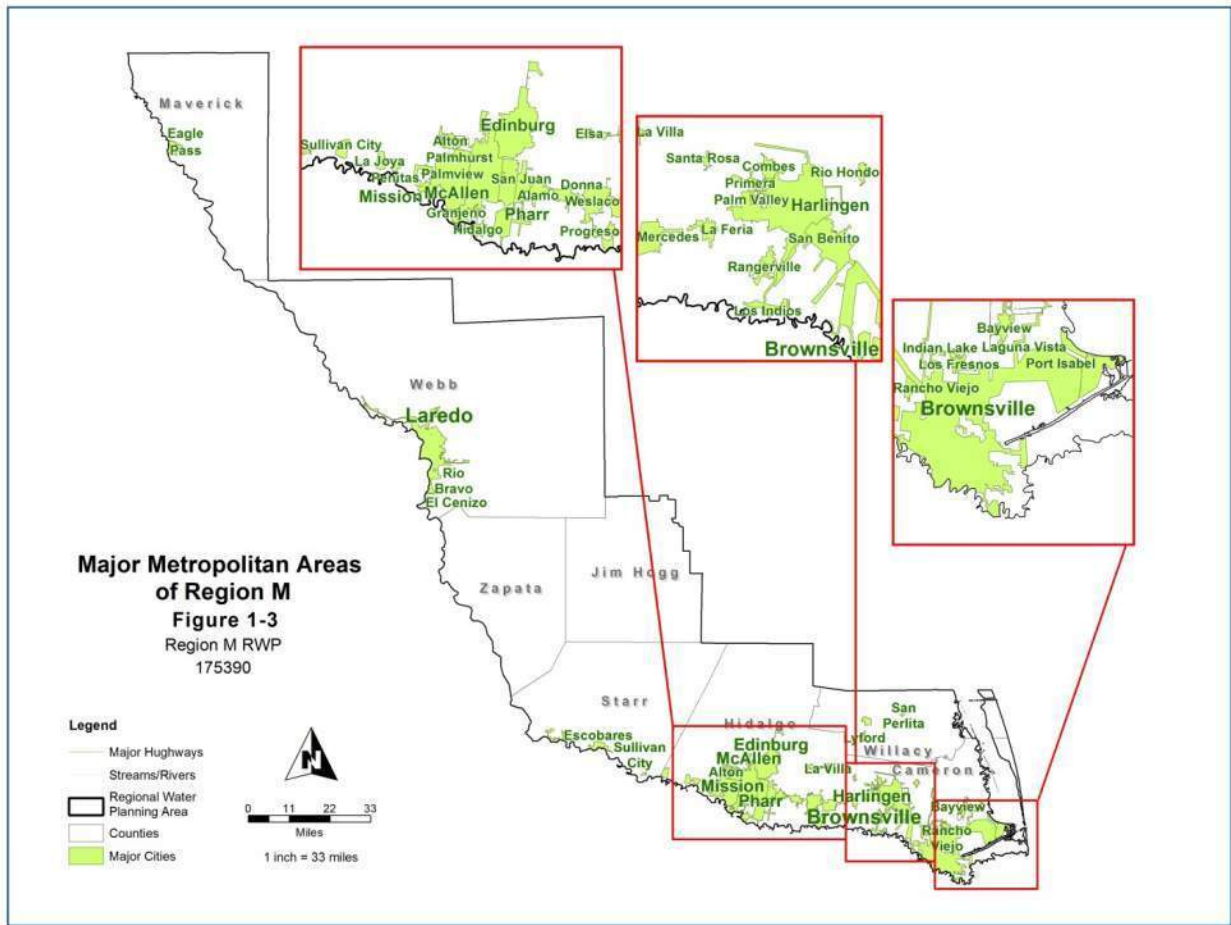 Maverick
Eagle
Pass
Sullivan City
La Joya
Penitas
Mission
Alton
Palmhurst
Palmview
McAllen
Granjeno
Hidalgo
Edinburg
San Juan
Alamo
Pharr
Elsa
Donna
Weslaco
Progreso
La Villa
Santa Rosa
Combes
Primera
Palm Valley
Rio Hondo
Harlingen
Mercedes
La Feria
San Benito
Rangerville
Los Indios
Brownsville
Bayview
Indian Lake
Laguna Vista
Los Fresnos
Port Isabel
Rancho Viejo
Brownsville
Webb
Laredo
Rio
Bravo
El Cenizo
Zapata
Jim Hogg
Starr
Escobares
Sullivan
City
Hidalgo
Edinburg
McAllen
Alton
Mission
Pharr
La Villa
San
Perlita
Lyford
Willacy
Cameron
Harlingen
Brownsville
Bayview
Rancho
Viejo
Major Metropolitan Areas
of Region M
Figure 1-3
Region M RWP
175390
Legend
Major Hughways
Streams/Rivers
Regional Water
Planning Area
Counties
Major Cities
N
0 11 22 33
Miles
1 inch = 33 miles